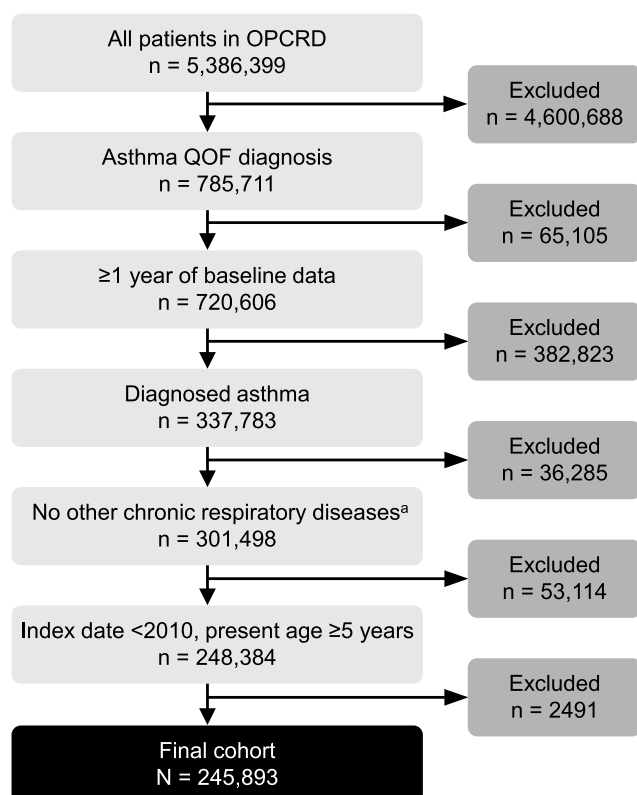 All patients in OPCRD
n = 5,386,399
Excluded
n = 4,600,688
Asthma QOF diagnosis
n = 785,711
Excluded
n = 65,105
≥1 year of baseline data
n = 720,606
Excluded
n = 382,823
Diagnosed asthma
n = 337,783
Excluded
n = 36,285
No other chronic respiratory diseasesᵃ
n = 301,498
Excluded
n = 53,114
Index date <2010, present age ≥5 years
n = 248,384
Excluded
n = 2491
Final cohort
N = 245,893